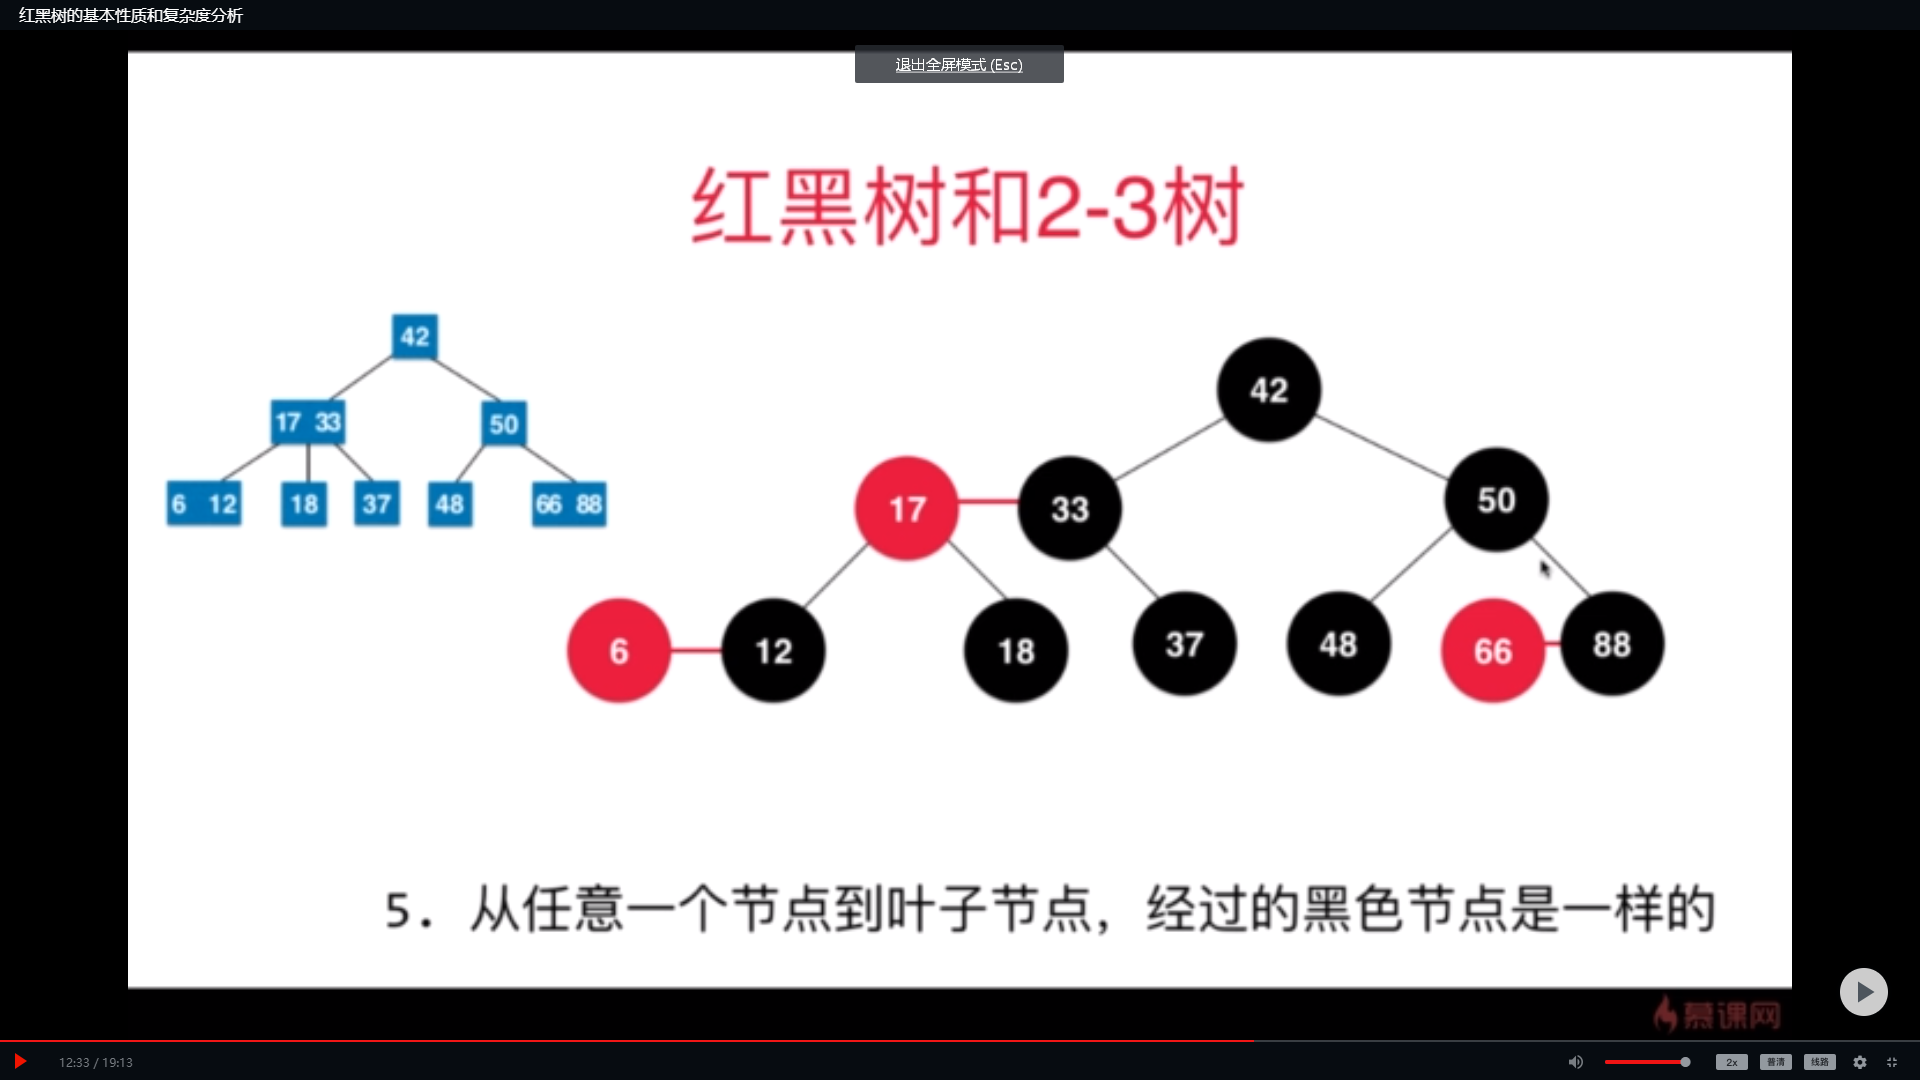 红黑树的基本性质和复杂度分析
退出全屏模式 (Esc)
红黑树和2-3树
42
17 33
50
6 12
18
37
48
66 88
42
17
33
50
6
12
18
37
48
66
88
5. 从任意一个节点到叶子节点，经过的黑色节点是一样的
慕课网
12:33 / 19:13
2x
普清
线路